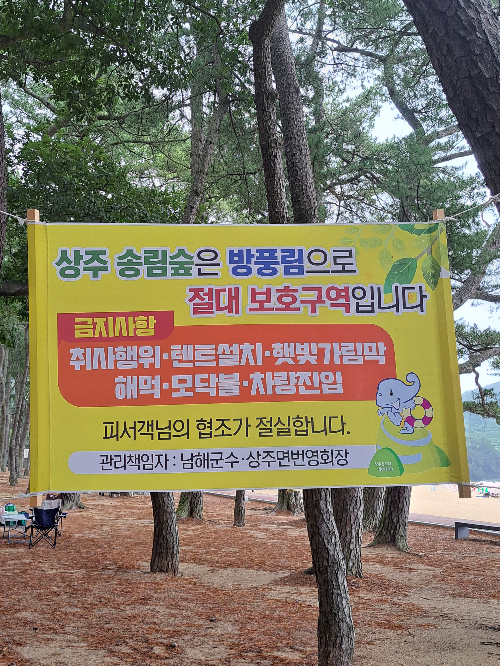 상주 송림숲은 방풍림으로
절대 보호구역입니다
금지사항
취사행위·텐트설치·햇빛가림막
해먹·모닥불·차량진입
피서객님의 협조가 절실합니다.
관리책임자 : 남해군수·상주면번영회장